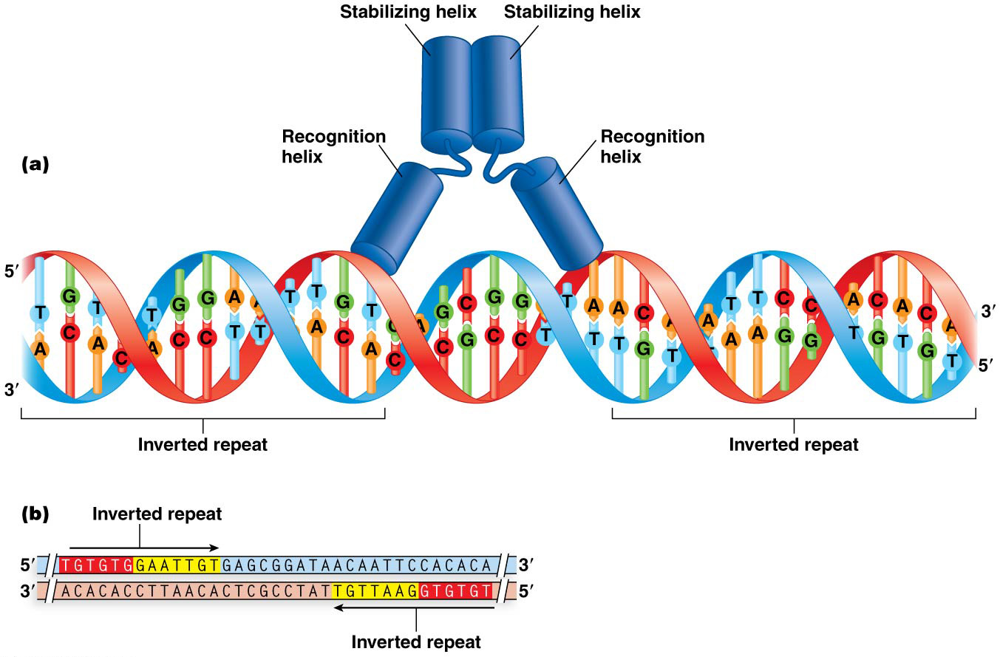 Stabilizing helix Stabilizing helix
Recognition helix
Recognition helix
(a)
5′
3′
T G T T G G A A T T G T G A G C G G T A A C A A T T C C A C A C A
A C A C A C C T T A C A C C G C C T T T G T A A G G T G T G T
3′
5′
Inverted repeat
Inverted repeat
(b)
Inverted repeat
5′ TGTGTGGAATTGTGAGCGGATAACAATTCCACACA 3′
3′ ACACACCTTAACACTCGCCTATTGTTAAGGTGTGT 5′
Inverted repeat